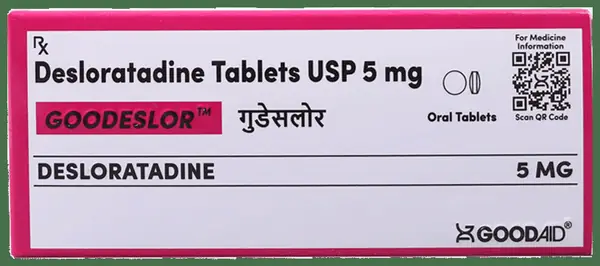 Rx
Desloratadine Tablets USP 5 mg
GOODESLOR™ गुडेसलोर
For Medicine
Information
Scan QR Code
Oral Tablets
DESLORATADINE 5 MG
GOODAID®